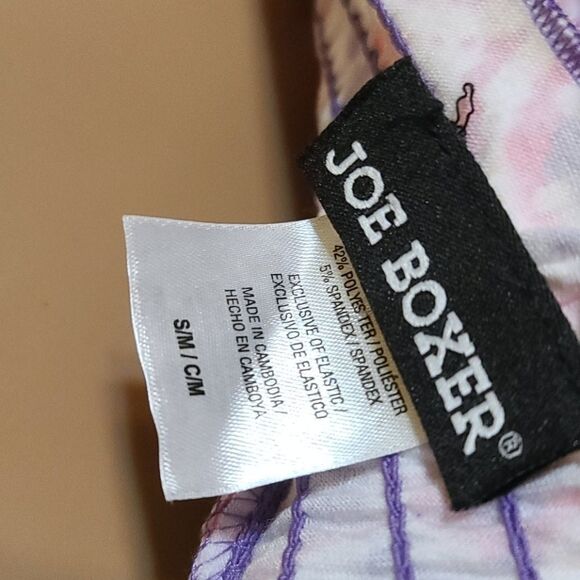 JOE BOXER®
42% POLYESTER / POLIÉSTER
5% SPANDEX / SPANDEX
EXCLUSIVE OF ELASTIC /
EXCLUSIVO DE ELASTICO
MADE IN CAMBODIA /
HECHO EN CAMBOYA
S/M / C/M